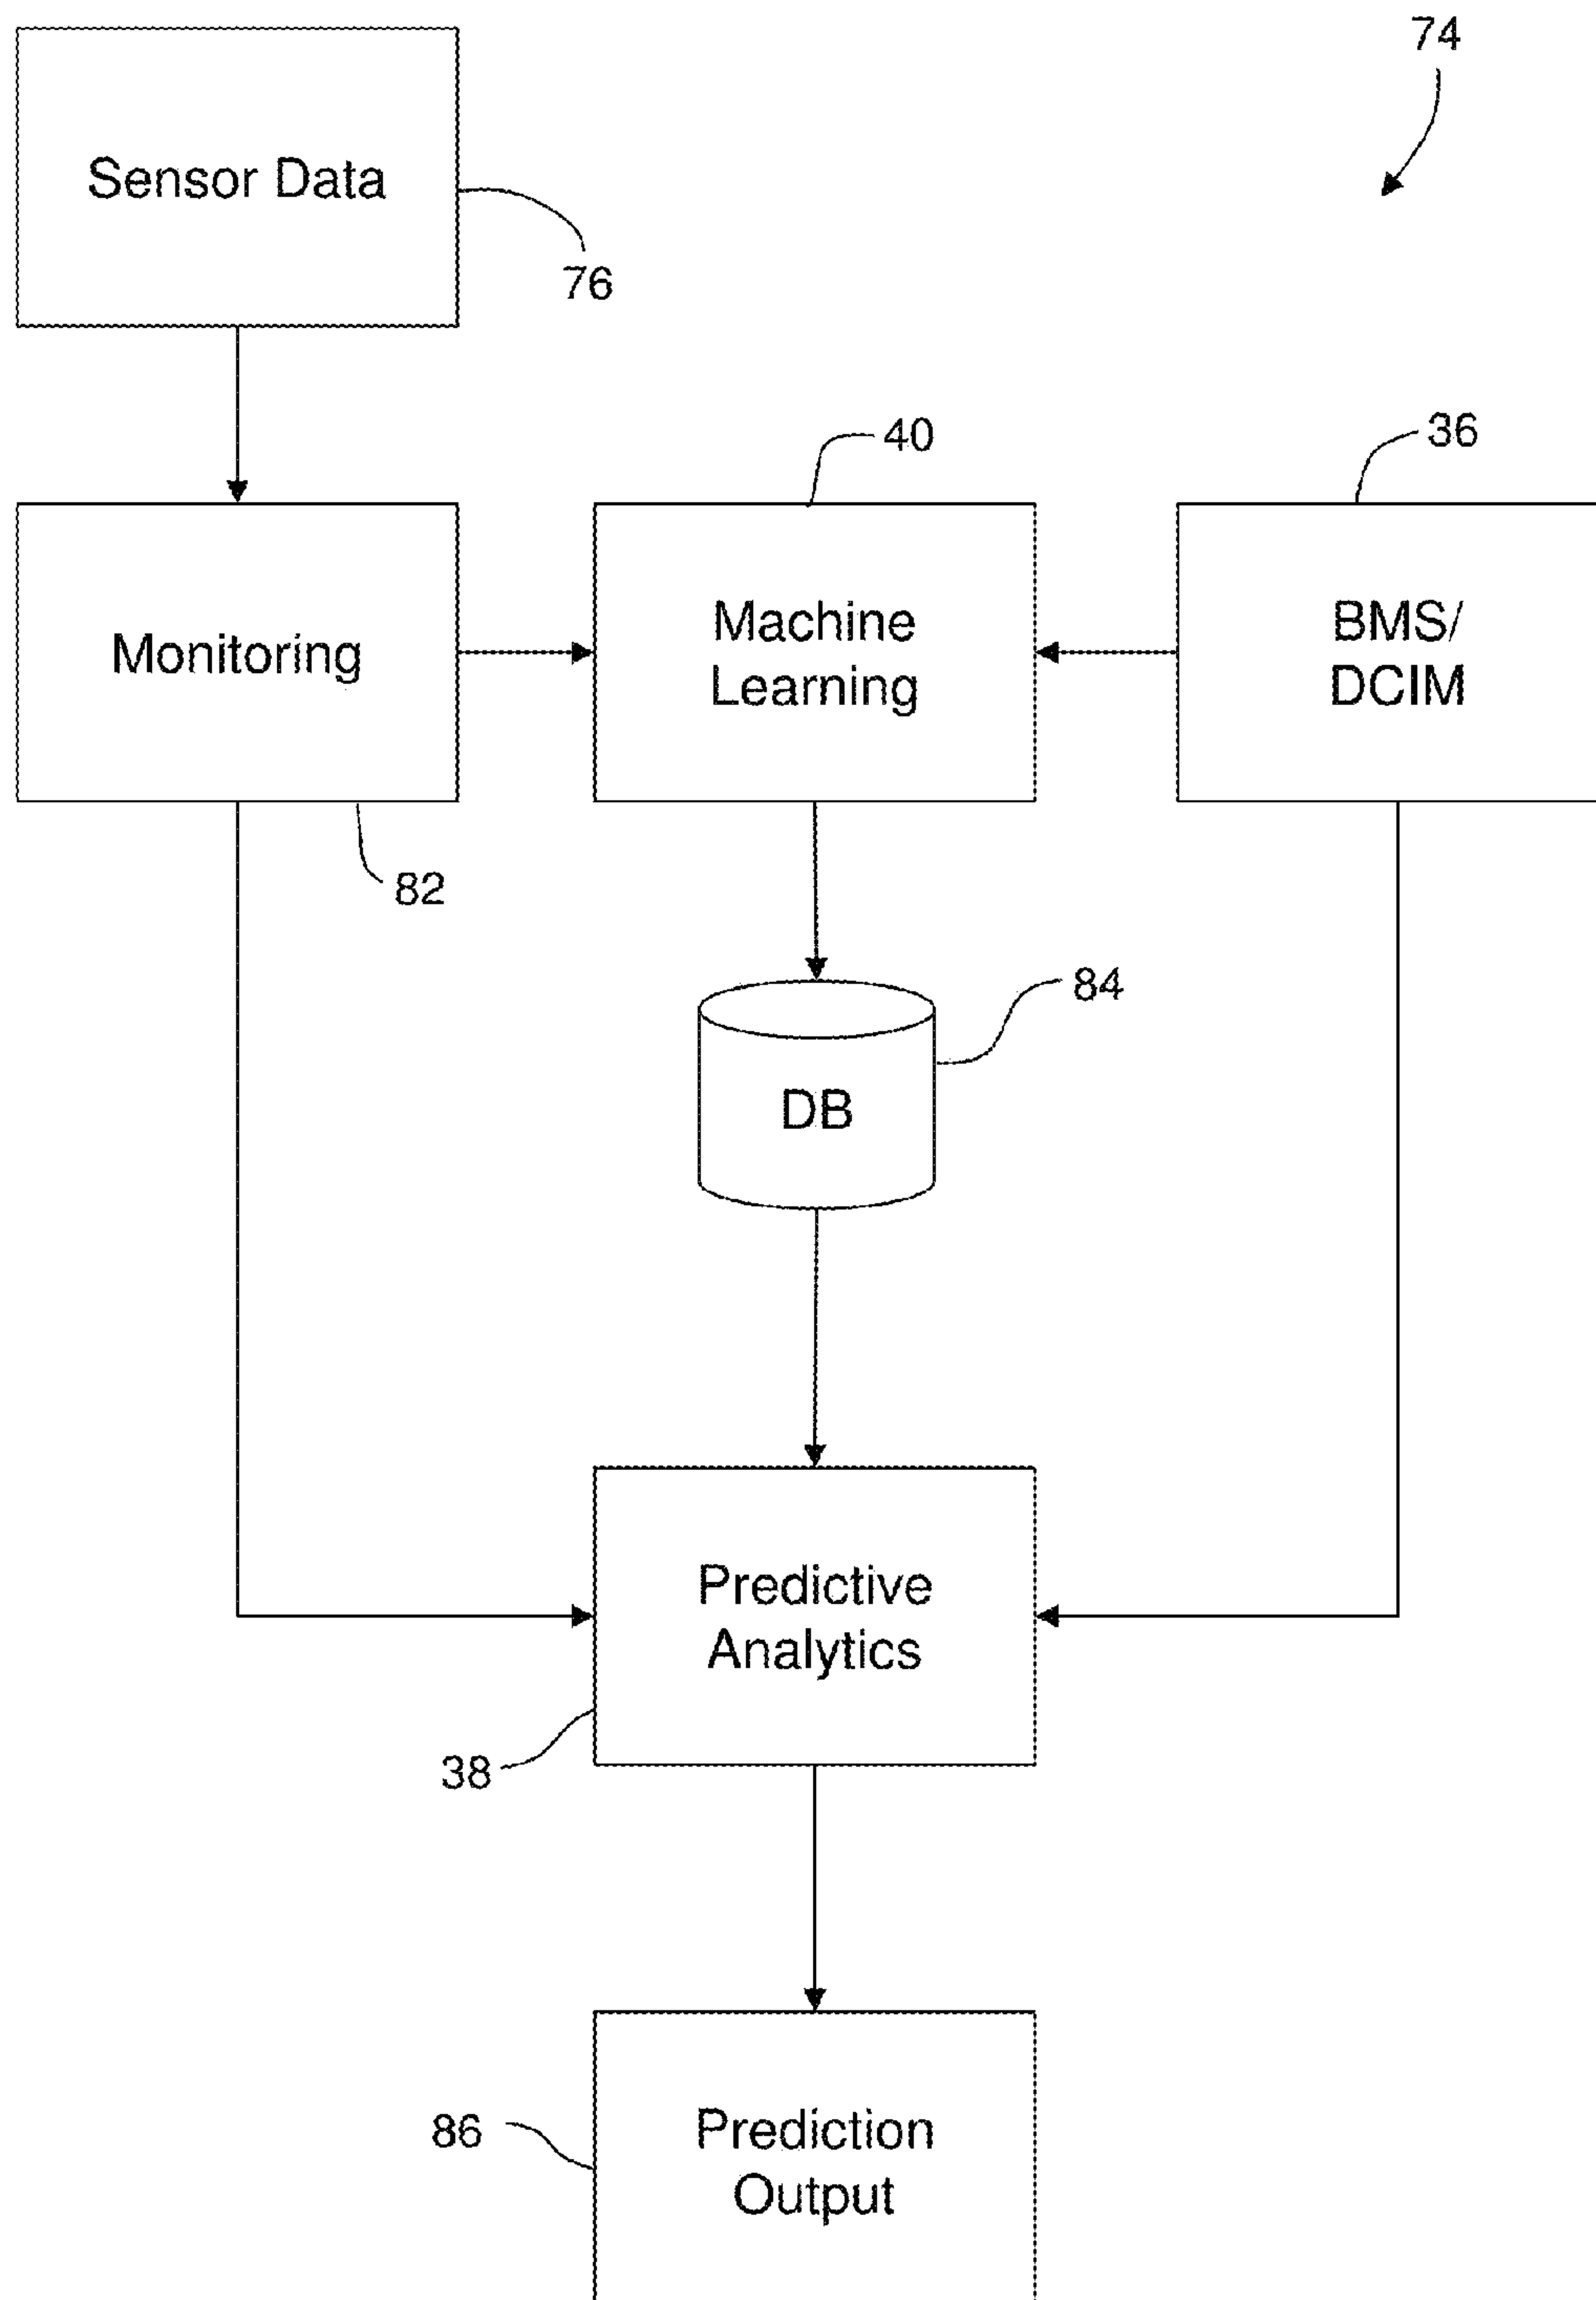 74
Sensor Data
76
40
36
Monitoring
Machine
Learning
BMS/
DCIM
82
84
DB
Predictive
Analytics
38
86
Prediction
Output